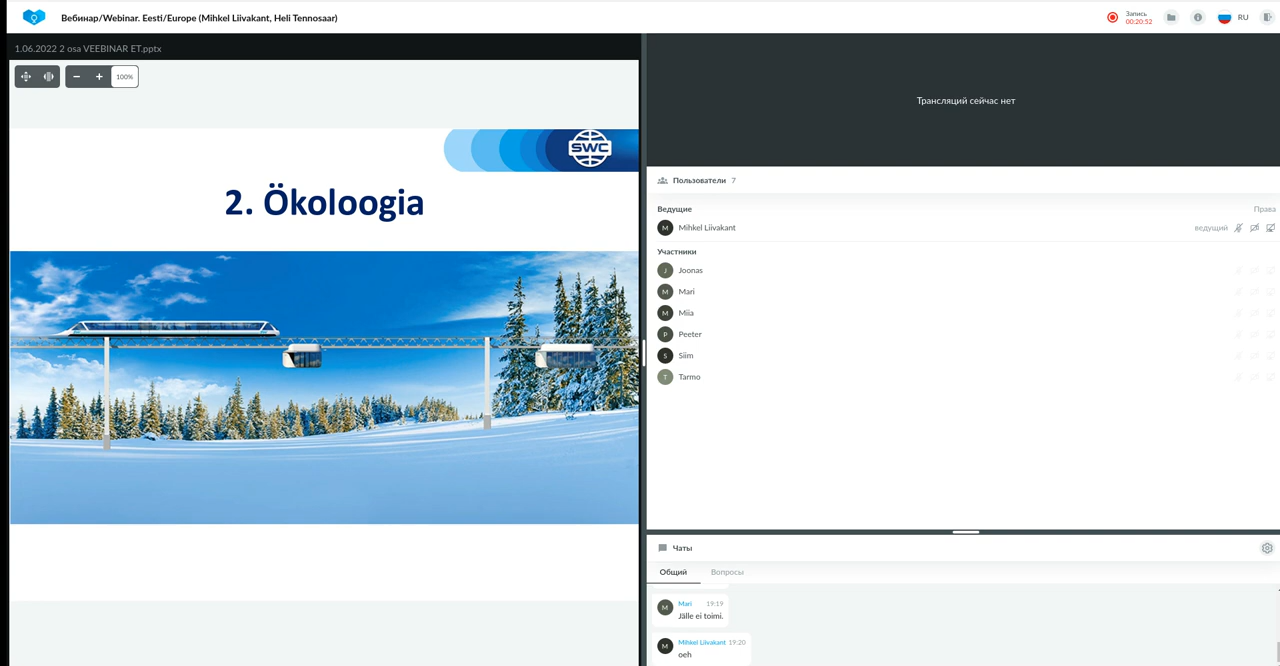 Вебинар/Webinar. Eesti/Europe (Mihkel Liivakant, Heli Tennosaar)
Запись
00:20:52
RU
1.06.2022 2 osa VEEBINAR ET.pptx
100%
SWC
2. Ökoloogia
Трансляций сейчас нет
Пользователи 7
Ведущие Права
M Mihkel Liivakant ведущий
Участники
J Joonas
M Mari
M Miia
P Peeter
S Siim
T Tarmo
Чаты
Общий Вопросы
M Mari 19:19
Jälle ei toimi.
M Mihkel Liivakant 19:20
oeh